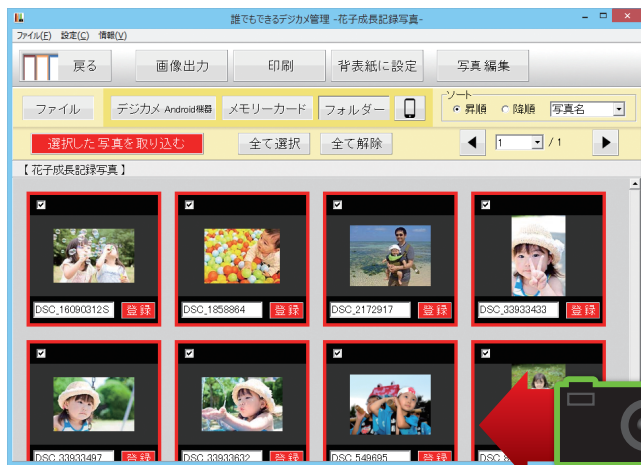 誰でもできるデジカメ管理 -花子成長記録写真-
ファイル(F) 設定(C) 情報(V)
戻る 画像出力 印刷 背表紙に設定 写真編集
ファイル デジカメ Android機器 メモリーカード フォルダー ソート 昇順 降順 写真名
選択した写真を取り込む 全て選択 全て解除 1 / 1
【 花子成長記録写真 】
DSC_16090312S 登録 DSC_1858864 登録 DSC_2172917 登録 DSC_33933433 登録
DSC_33933497 登録 DSC_33933632 登録 DSC_549695 登録